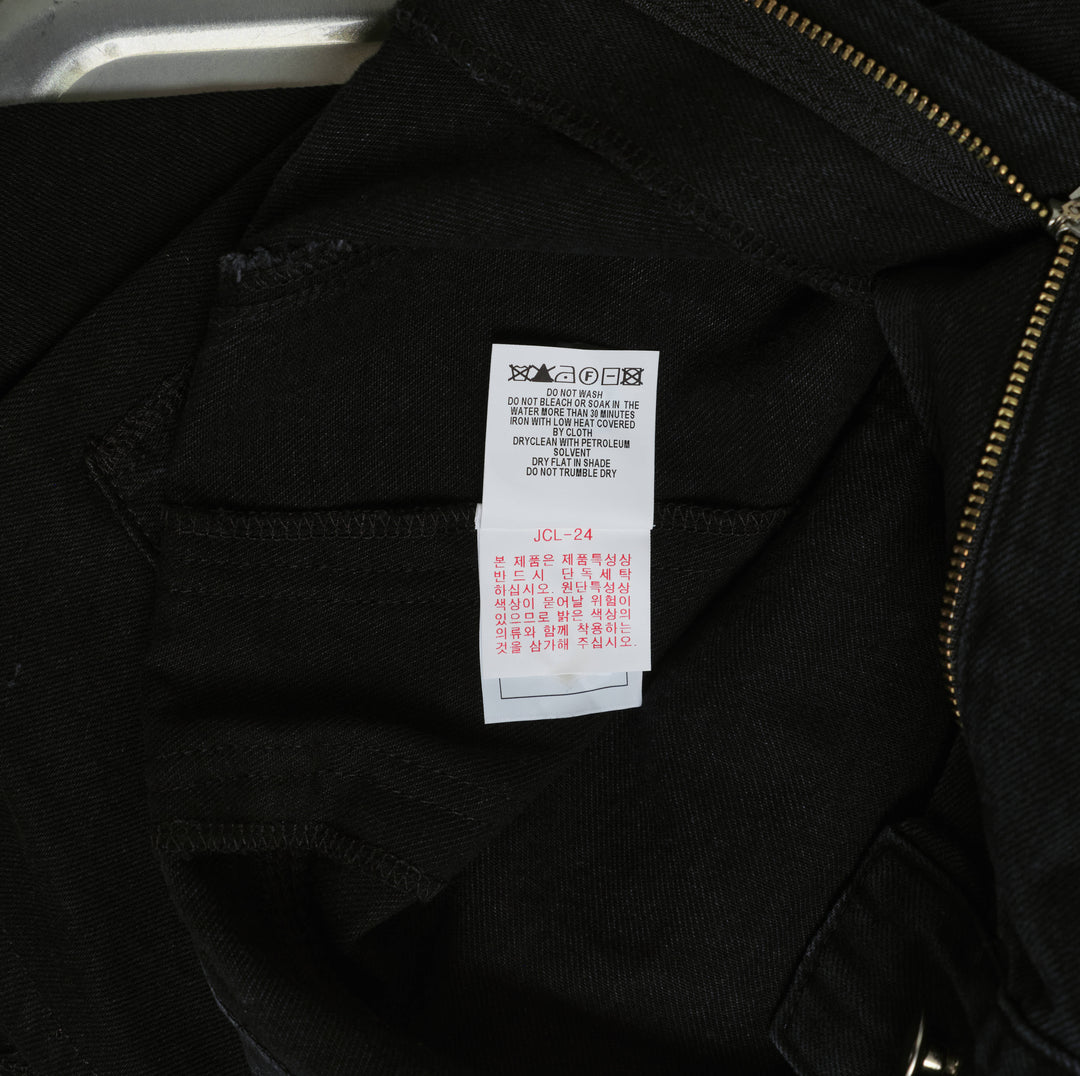 F
DO NOT WASH
DO NOT BLEACH OR SOAK IN THE
WATER MORE THAN 30 MINUTES
IRON WITH LOW HEAT COVERED
BY CLOTH
DRYCLEAN WITH PETROLEUM
SOLVENT
DRY FLAT IN SHADE
DO NOT TRUMBLE DRY
JCL-24
본 제품은 제품특성상
반 드 시 단 독 세 탁
하십시오. 원단특성상
색상이 묻어날 위험이
있으므로 밝은 색상의
의류와 함께 착용하는
것을 삼가해 주십시오.